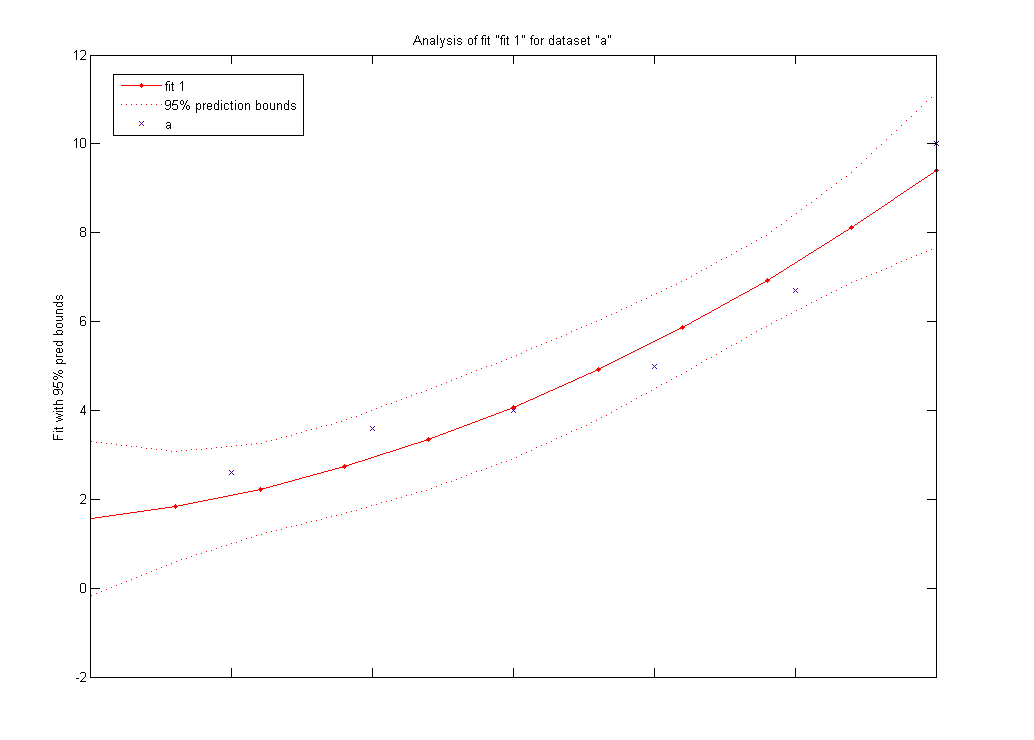 Analysis of fit "fit 1" for dataset "a"
12
fit 1
95% prediction bounds
a
10
8
6
Fit with 95% pred bounds
4
2
0
-2